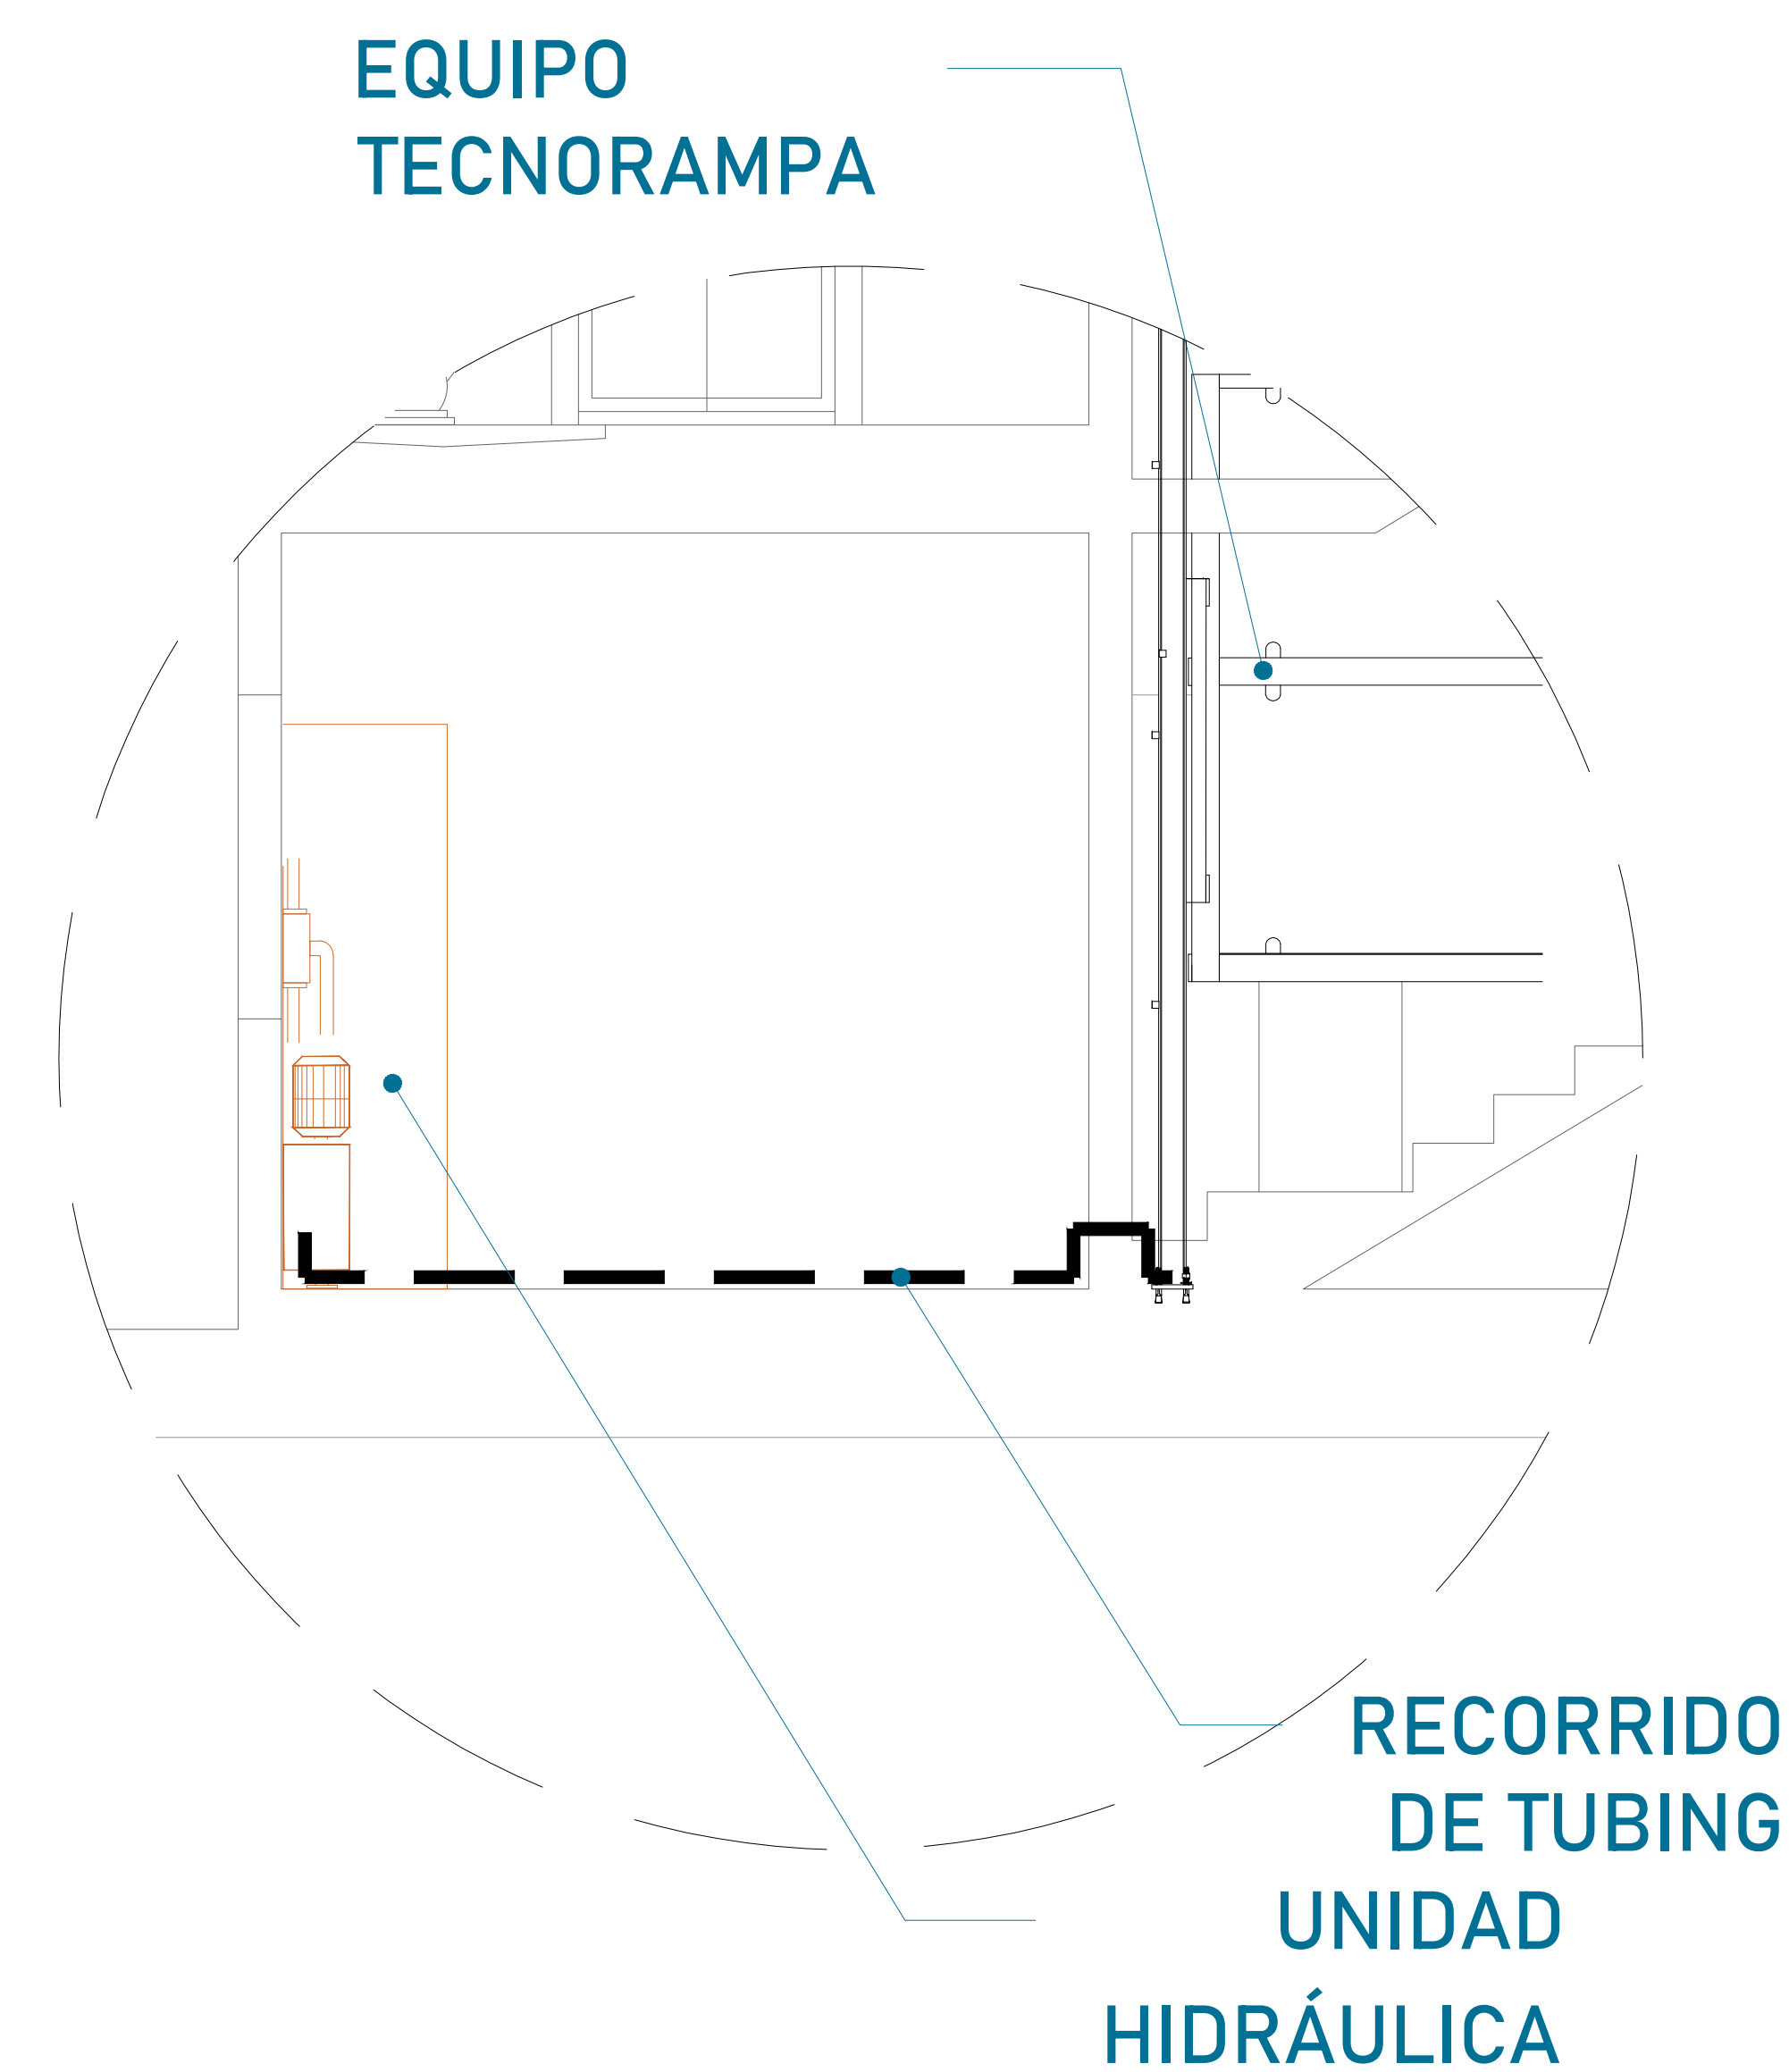 EQUIPO
TECNORAMPA
RECORRIDO
DE TUBING
UNIDAD
HIDRÁULICA